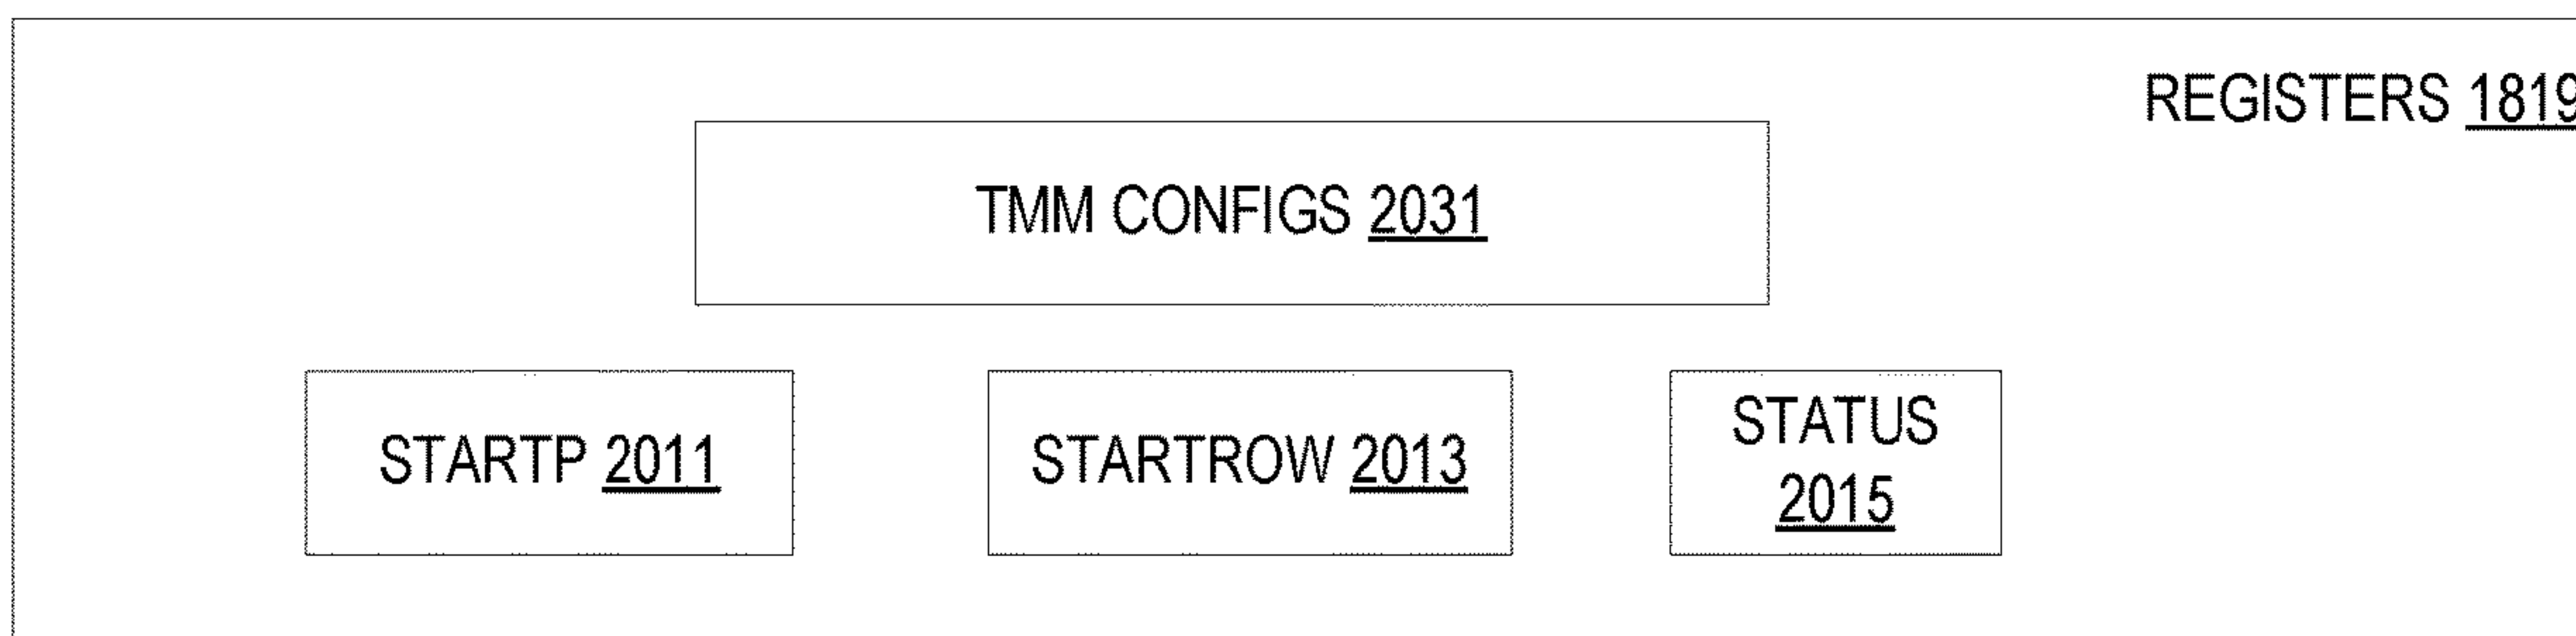 REGISTERS 1819
TMM CONFIGS 2031
STARTP 2011
STARTROW 2013
STATUS
2015